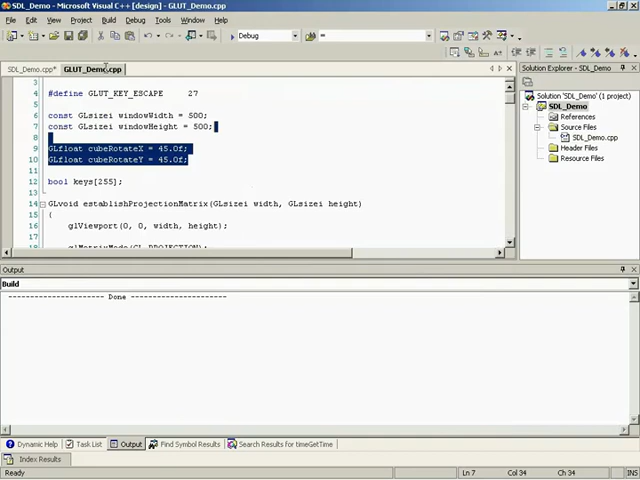 SDL_Demo - Microsoft Visual C++ [design] - GLUT_Demo.cpp
File Edit View Project Build Debug Tools Window Help
Debug
SDL_Demo.cpp* GLUT_Demo.cpp
Solution Explorer - SDL_Demo
3
4 #define GLUT_KEY_ESCAPE 27
5
6 const GLsizei windowWidth = 500;
7 const GLsizei windowHeight = 500;
8
9 GLfloat cubeRotateX = 45.0f;
10 GLfloat cubeRotateY = 45.0f;
11
12 bool keys[255];
13
14 GLvoid establishProjectionMatrix(GLsizei width, GLsizei height)
15 {
16 glViewport(0, 0, width, height);
17
18 glMatrixMode(GL_PROJECTION);
Solution 'SDL_Demo' (1 project)
SDL_Demo
References
Source Files
SDL_Demo.cpp
Header Files
Resource Files
Output
Build
---------------------- Done ----------------------
Dynamic Help Task List Output Find Symbol Results Search Results for timeGetTime
Index Results
Ready Ln 7 Col 34 Ch 34 INS